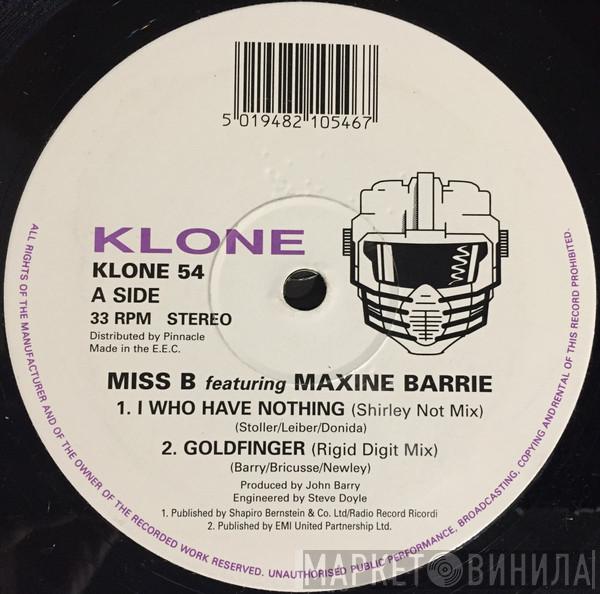 5 019482 105467
KLONE
KLONE 54
A SIDE
33 RPM STEREO
Distributed by Pinnacle
Made in the E.E.C.
MISS B featuring MAXINE BARRIE
1. I WHO HAVE NOTHING (Shirley Not Mix)
(Stoller/Leiber/Donida)
2. GOLDFINGER (Rigid Digit Mix)
(Barry/Bricusse/Newley)
Produced by John Barry
Engineered by Steve Doyle
1. Published by Shapiro Bernstein & Co. Ltd/Radio Record Ricordi
2. Published by EMI United Partnership Ltd.
ALL RIGHTS OF THE MANUFACTURER AND OF THE OWNER OF THE RECORDED WORK RESERVED. UNAUTHORISED PUBLIC PERFORMANCE, BROADCASTING, COPYING AND RENTAL OF THIS RECORD PROHIBITED.
МАРКЕТ ВИНИЛА